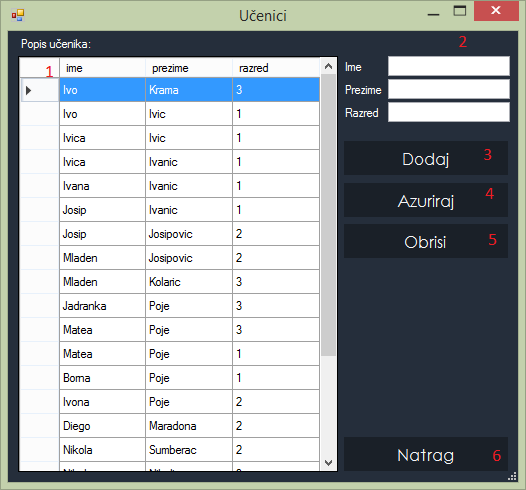 Učenici
Popis učenika:
2
1 ime prezime razred
Ivo Krama 3
Ivo Ivic 1
Ivica Ivic 1
Ivica Ivanic 1
Ivana Ivanic 1
Josip Ivanic 1
Josip Josipovic 2
Mladen Josipovic 2
Mladen Kolaric 3
Jadranka Poje 3
Matea Poje 3
Matea Poje 1
Borna Poje 1
Ivona Poje 2
Diego Maradona 2
Nikola Sumberac 2
Ime
Prezime
Razred
Dodaj 3
Azuriraj 4
Obrisi 5
Natrag 6